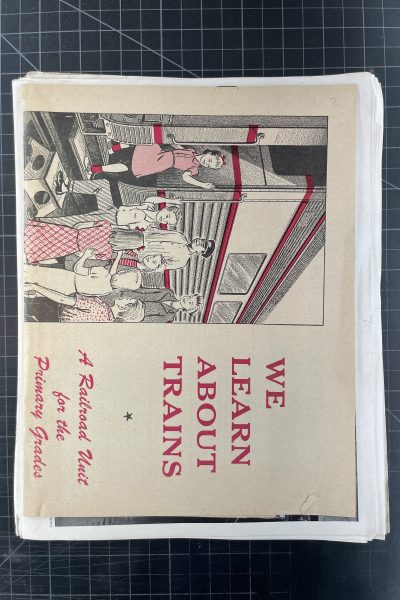 WE
LEARN
ABOUT
TRAINS
A Railroad Unit
for the
Primary Grades